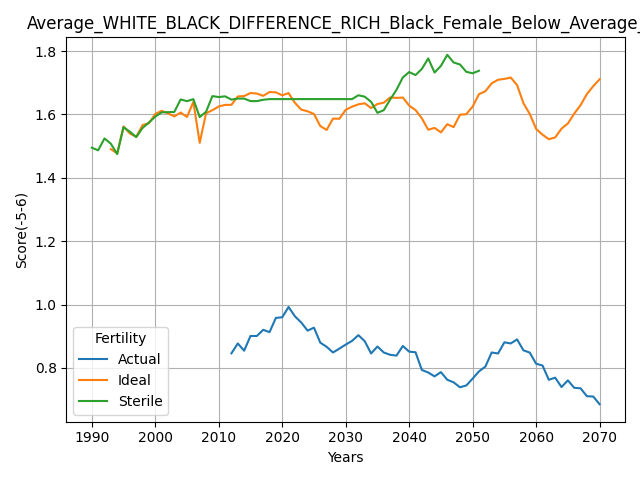 Average_WHITE_BLACK_DIFFERENCE_RICH_Black_Female_Below_Average_
1.8
1.6
1.4
1.2
1.0
0.8
Score(-5-6)
Fertility
Actual
Ideal
Sterile
1990 2000 2010 2020 2030 2040 2050 2060 2070
Years